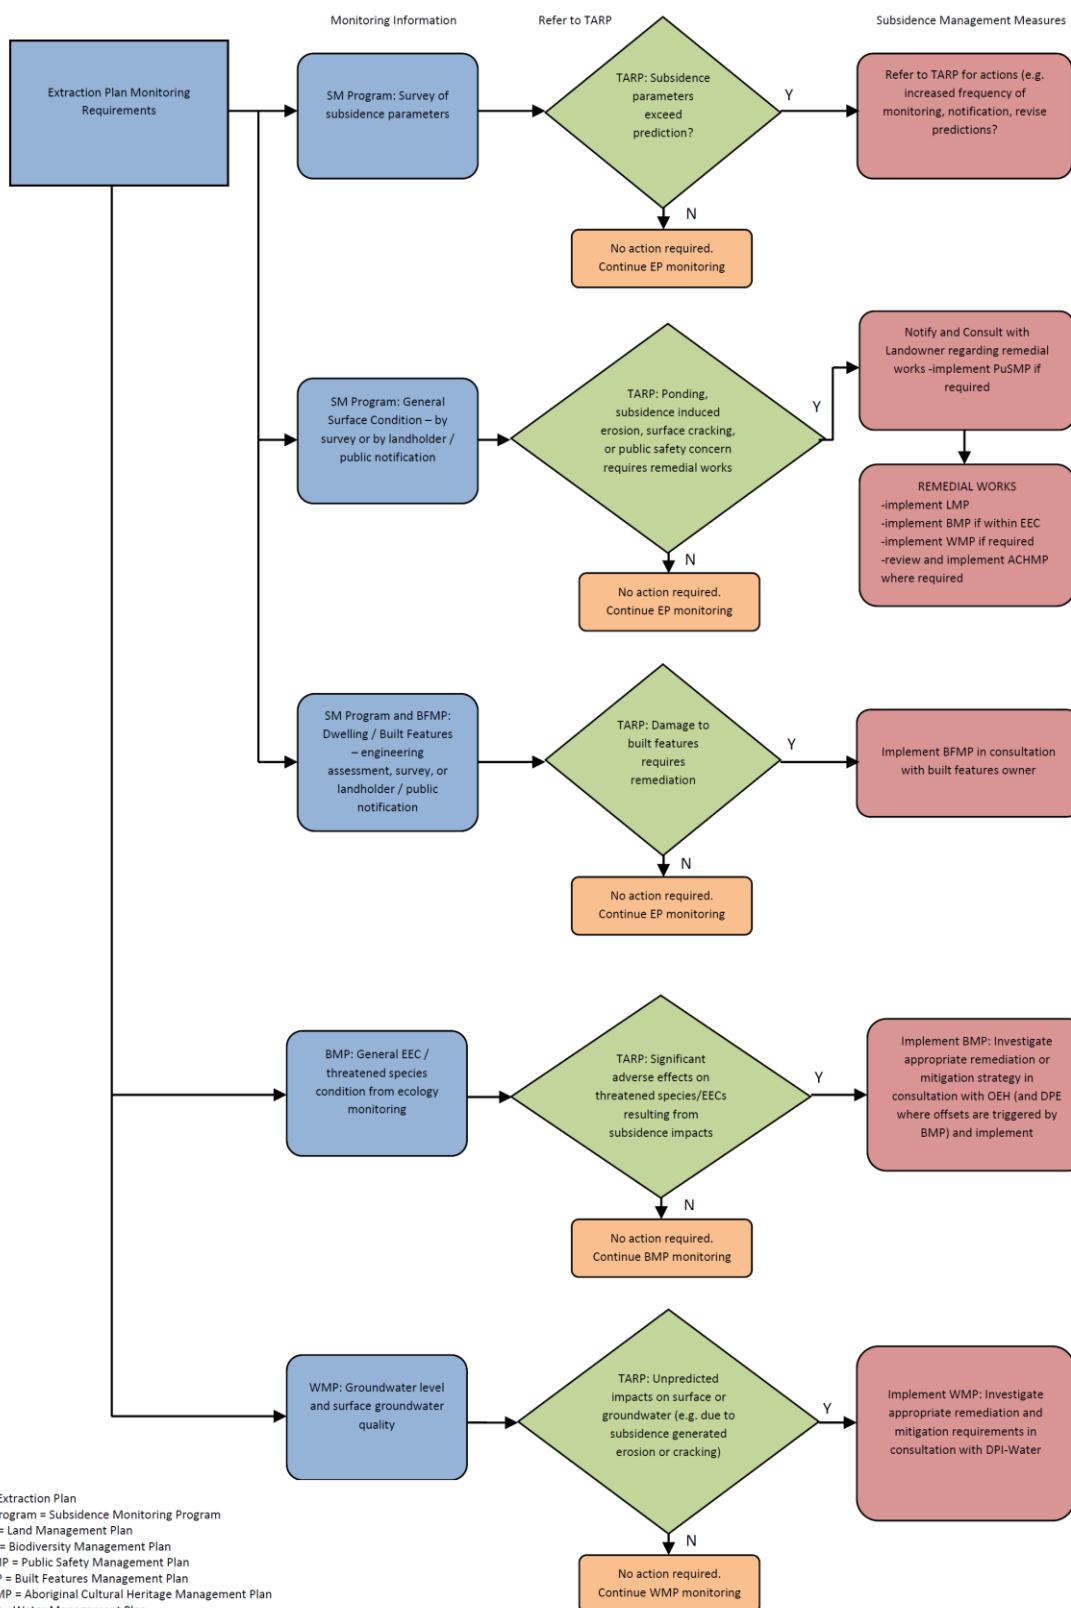 Monitoring Information
Refer to TARP
Subsidence Management Measures
Extraction Plan Monitoring
Requirements
SM Program: Survey of
subsidence parameters
TARP: Subsidence
parameters
exceed
prediction?
Y
Refer to TARP for actions (e.g.
increased frequency of
monitoring, notification, revise
predictions?
N
No action required.
Continue EP monitoring
SM Program: General
Surface Condition – by
survey or by landholder /
public notification
TARP: Ponding,
subsidence induced
erosion, surface cracking,
or public safety concern
requires remedial works
Y
Notify and Consult with
Landowner regarding remedial
works -implement PuSMP if
required
REMEDIAL WORKS
-implement LMP
-implement BMP if within EEC
-implement WMP if required
-review and implement ACHMP
where required
N
No action required.
Continue EP monitoring
SM Program and BFMP:
Dwelling / Built Features
– engineering
assessment, survey, or
landholder / public
notification
TARP: Damage to
built features
requires
remediation
Y
Implement BFMP in consultation
with built features owner
N
No action required.
Continue EP monitoring
BMP: General EEC /
threatened species
condition from ecology
monitoring
TARP: Significant
adverse effects on
threatened species/EECs
resulting from
subsidence impacts
Y
Implement BMP: Investigate
appropriate remediation or
mitigation strategy in
consultation with OEH (and DPE
where offsets are triggered by
BMP) and implement
N
No action required.
Continue BMP monitoring
WMP: Groundwater level
and surface groundwater
quality
TARP: Unpredicted
impacts on surface or
groundwater (e.g. due to
subsidence generated
erosion or cracking)
Y
Implement WMP: Investigate
appropriate remediation and
mitigation requirements in
consultation with DPI-Water
N
No action required.
Continue WMP monitoring
Extraction Plan
rogram = Subsidence Monitoring Program
= Land Management Plan
= Biodiversity Management Plan
MP = Public Safety Management Plan
P = Built Features Management Plan
MP = Aboriginal Cultural Heritage Management Plan
= Water Management Plan